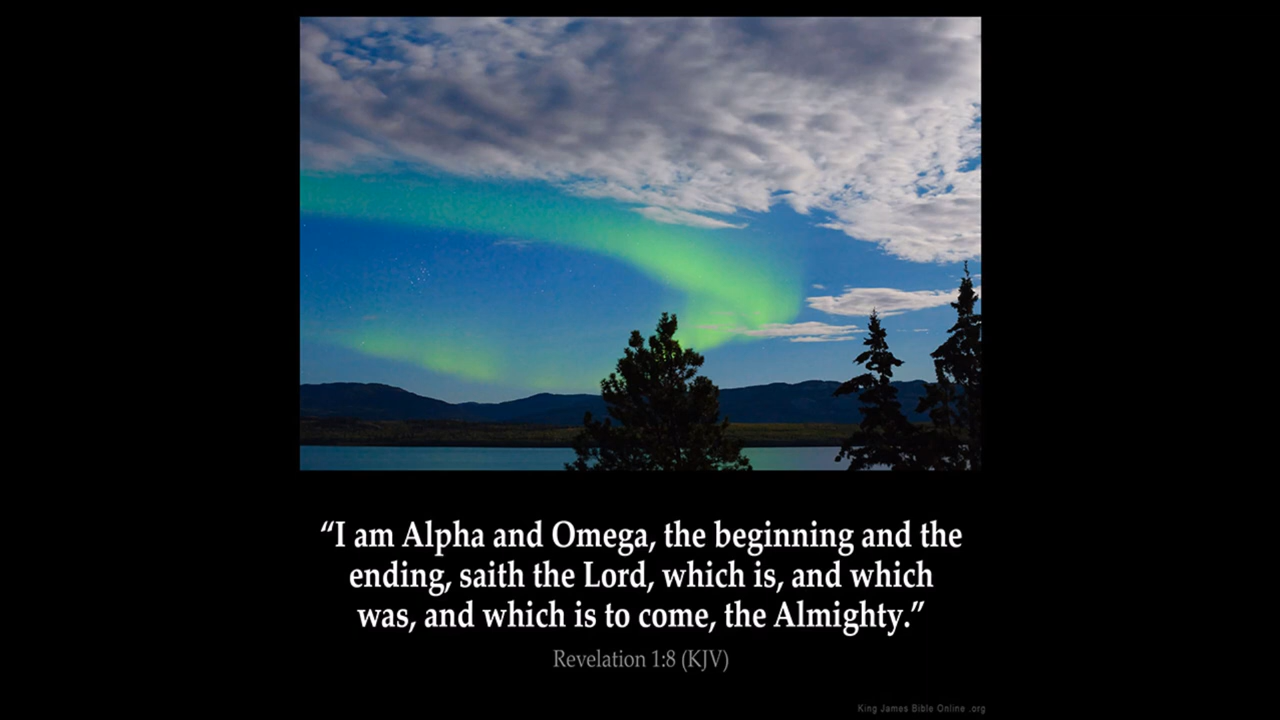 “I am Alpha and Omega, the beginning and the
ending, saith the Lord, which is, and which
was, and which is to come, the Almighty.”
Revelation 1:8 (KJV)
King James Bible Online .org